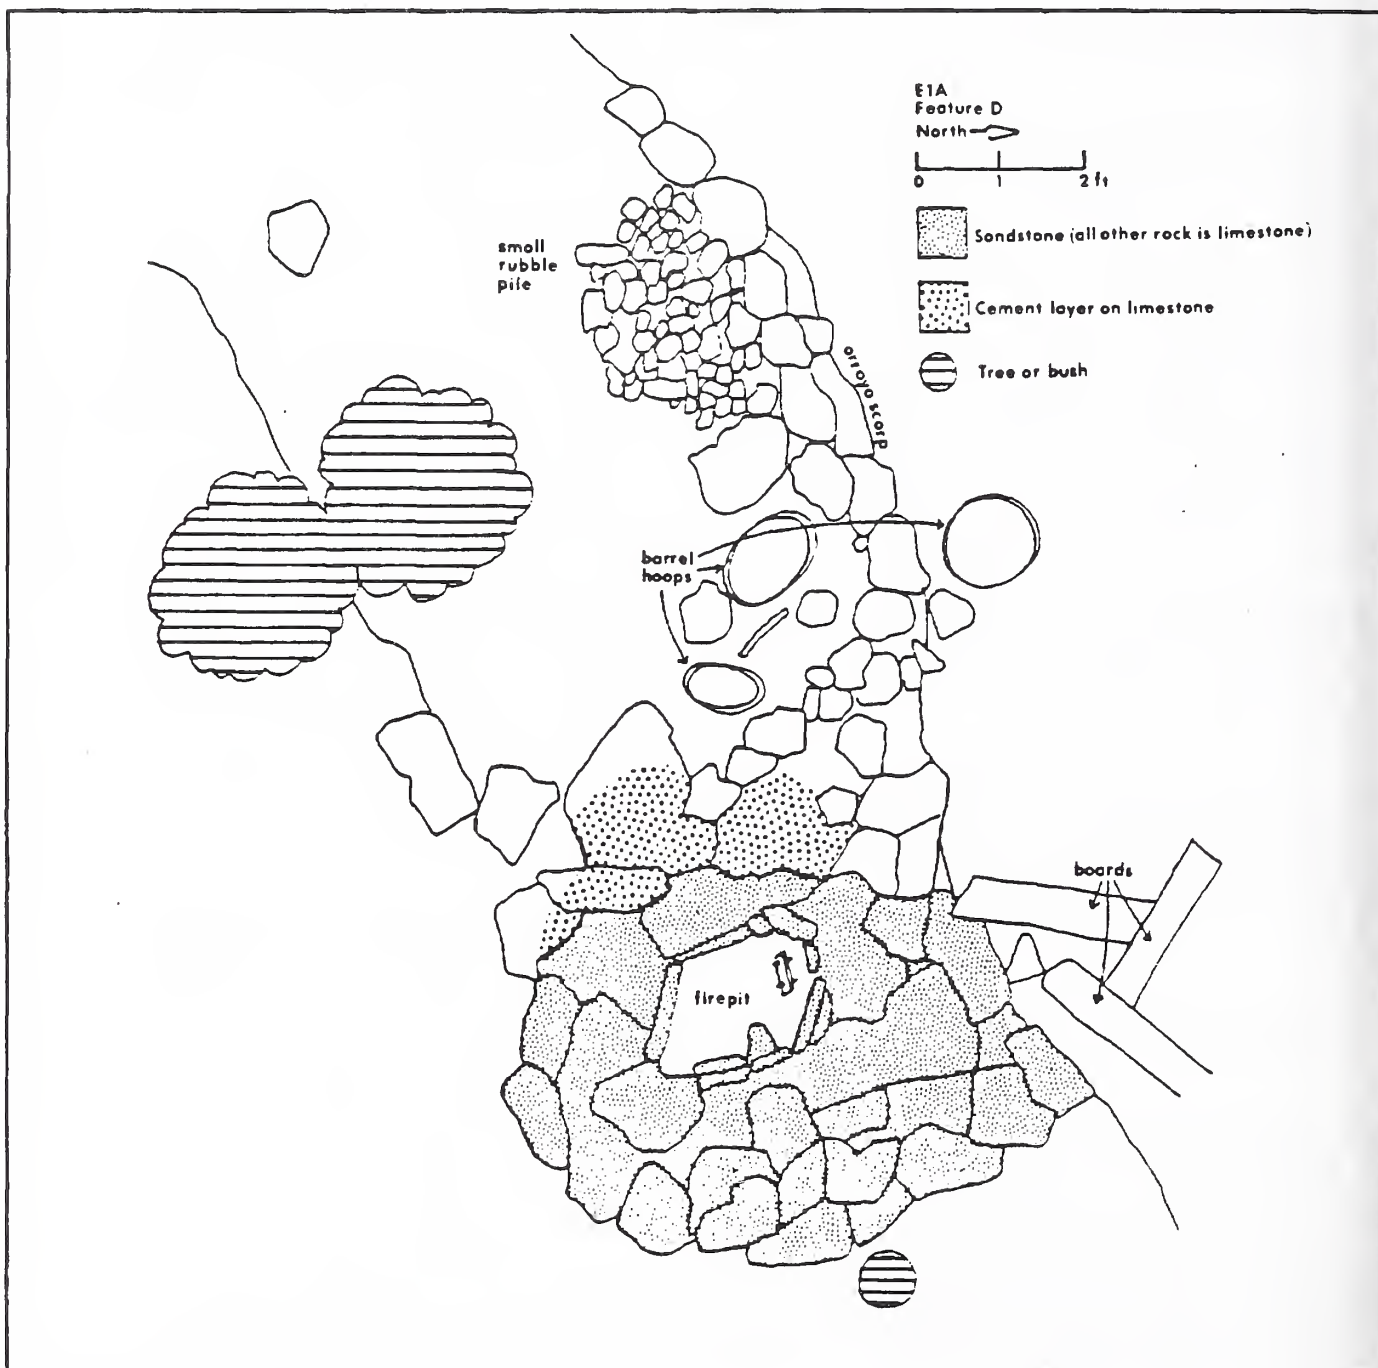 E1A
Feature D
North
0 1 2 ft
Sandstone (all other rock is limestone)
Cement layer on limestone
Tree or bush
small
rubble
pile
arroyo scarp
barrel
hoops
boards
firepit